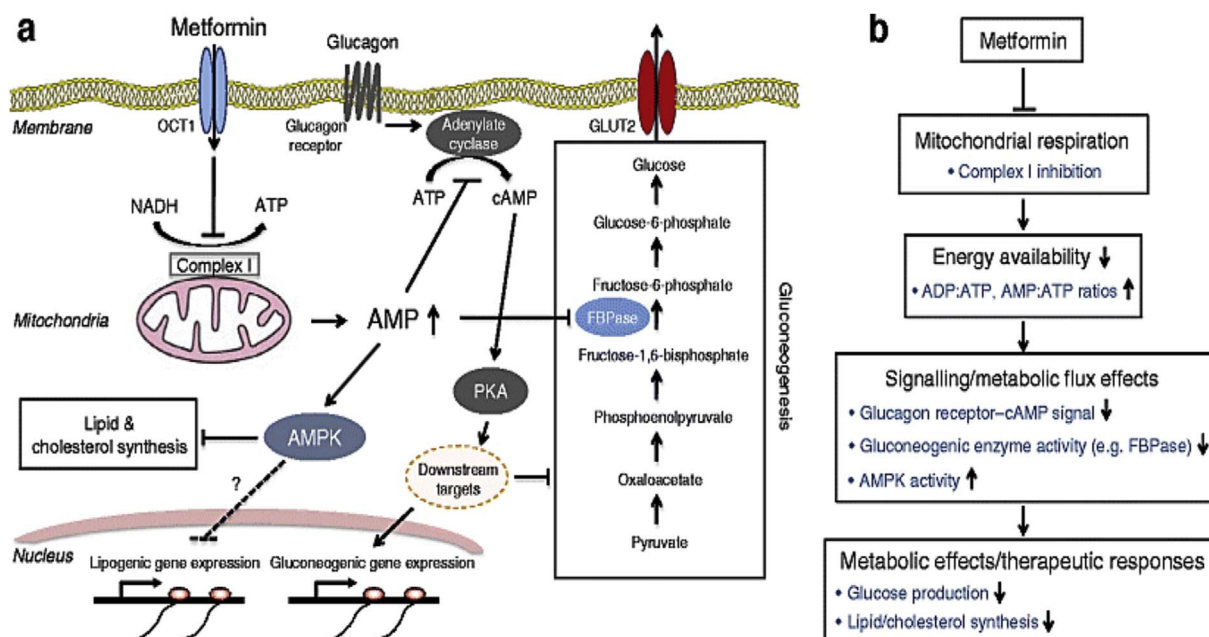 a
Metformin
Glucagon
Membrane
OCT1
Glucagon
receptor
Adenylate
cyclase
GLUT2
ATP
cAMP
NADH
ATP
Complex I
Mitochondria
AMP
FBPase
PKA
AMPK
Lipid &
cholesterol synthesis
?
Downstream
targets
Nucleus
Lipogenic gene expression
Gluconeogenic gene expression
Glucose
Glucose-6-phosphate
Fructose-6-phosphate
Fructose-1,6-bisphosphate
Phosphoenolpyruvate
Oxaloacetate
Pyruvate
Gluconeogenesis
b
Metformin
Mitochondrial respiration
• Complex I inhibition
Energy availability ↓
• ADP:ATP, AMP:ATP ratios ↑
Signalling/metabolic flux effects
• Glucagon receptor–cAMP signal ↓
• Gluconeogenic enzyme activity (e.g. FBPase) ↓
• AMPK activity ↑
Metabolic effects/therapeutic responses
• Glucose production ↓
• Lipid/cholesterol synthesis ↓